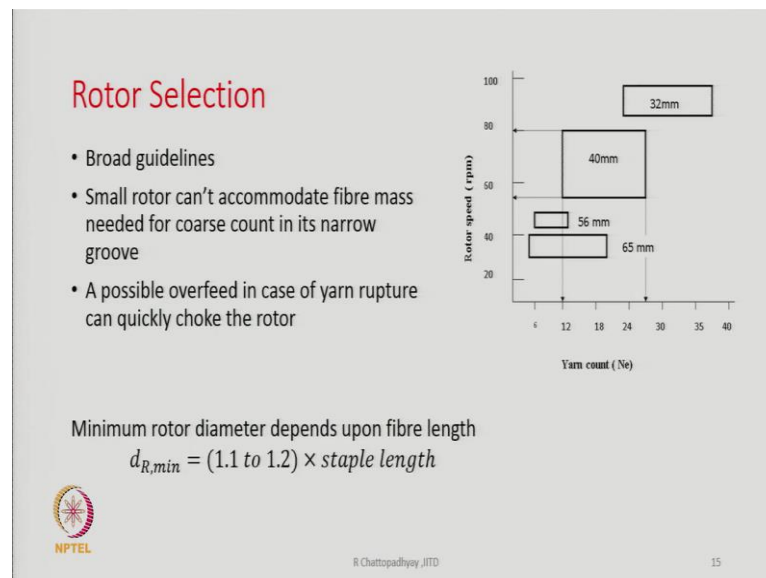 Rotor Selection
• Broad guidelines
• Small rotor can't accommodate fibre mass
needed for coarse count in its narrow
groove
• A possible overfeed in case of yarn rupture
can quickly choke the rotor
Minimum rotor diameter depends upon fibre length
d_R,min = (1.1 to 1.2) × staple length
Rotor speed ( rpm)
100
80
60
40
20
32mm
40mm
56 mm
65 mm
6 12 18 24 30 35 40
Yarn count ( Ne)
NPTEL
R Chattopadhyay ,IITD
15